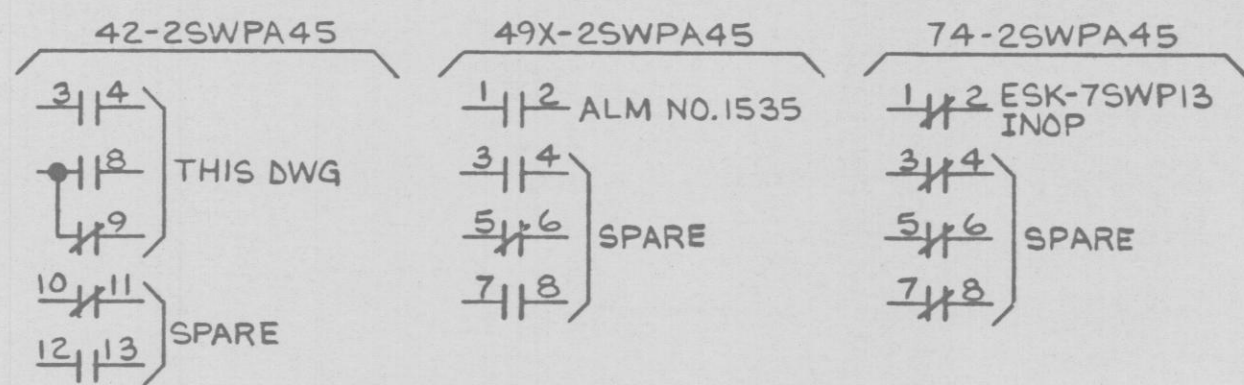 42-2SWPA45
3 4
8
9
THIS DWG
10 11
12 13
SPARE
49X-2SWPA45
1 2 ALM NO.1535
3 4
5 6
7 8
SPARE
74-2SWPA45
1 2 ESK-7SWP13
INOP
3 4
5 6
7 8
SPARE